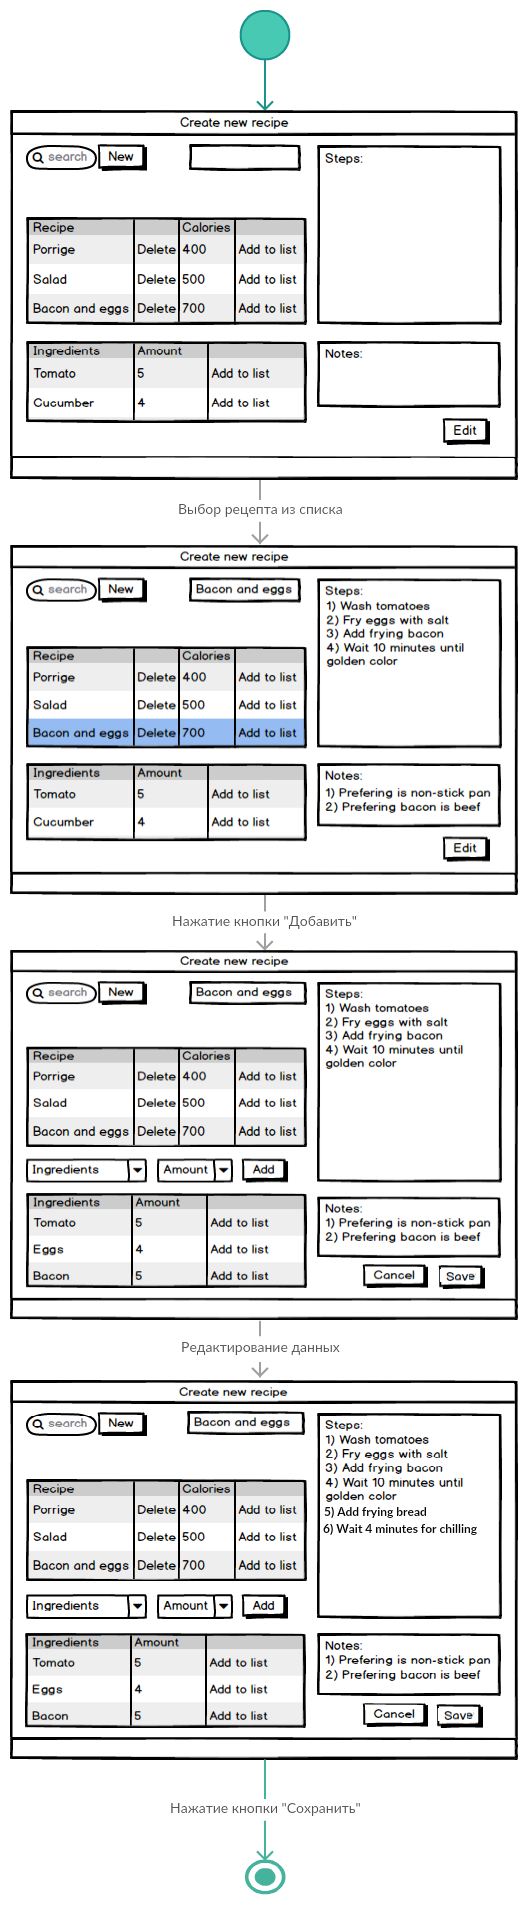 Create new recipe
search New
Steps:
Recipe Calories
Porrige Delete 400 Add to list
Salad Delete 500 Add to list
Bacon and eggs Delete 700 Add to list
Ingredients Amount
Tomato 5 Add to list
Cucumber 4 Add to list
Notes:
Edit
Выбор рецепта из списка
Create new recipe
search New Bacon and eggs
Steps:
1) Wash tomatoes
2) Fry eggs with salt
3) Add frying bacon
4) Wait 10 minutes until
golden color
Recipe Calories
Porrige Delete 400 Add to list
Salad Delete 500 Add to list
Bacon and eggs Delete 700 Add to list
Ingredients Amount
Tomato 5 Add to list
Cucumber 4 Add to list
Notes:
1) Prefering is non-stick pan
2) Prefering bacon is beef
Edit
Нажатие кнопки "Добавить"
Create new recipe
search New Bacon and eggs
Steps:
1) Wash tomatoes
2) Fry eggs with salt
3) Add frying bacon
4) Wait 10 minutes until
golden color
Recipe Calories
Porrige Delete 400 Add to list
Salad Delete 500 Add to list
Bacon and eggs Delete 700 Add to list
Ingredients Amount Add
Ingredients Amount
Tomato 5 Add to list
Eggs 4 Add to list
Bacon 5 Add to list
Notes:
1) Prefering is non-stick pan
2) Prefering bacon is beef
Cancel Save
Редактирование данных
Create new recipe
search New Bacon and eggs
Steps:
1) Wash tomatoes
2) Fry eggs with salt
3) Add frying bacon
4) Wait 10 minutes until
golden color
5) Add frying bread
6) Wait 4 minutes for chilling
Recipe Calories
Porrige Delete 400 Add to list
Salad Delete 500 Add to list
Bacon and eggs Delete 700 Add to list
Ingredients Amount Add
Ingredients Amount
Tomato 5 Add to list
Eggs 4 Add to list
Bacon 5 Add to list
Notes:
1) Prefering is non-stick pan
2) Prefering bacon is beef
Cancel Save
Нажатие кнопки "Сохранить"